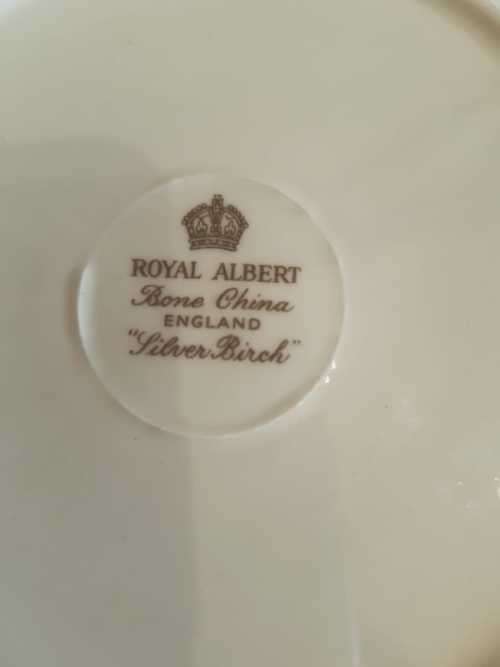 ROYAL ALBERT
Bone China
ENGLAND
"Silver Birch"